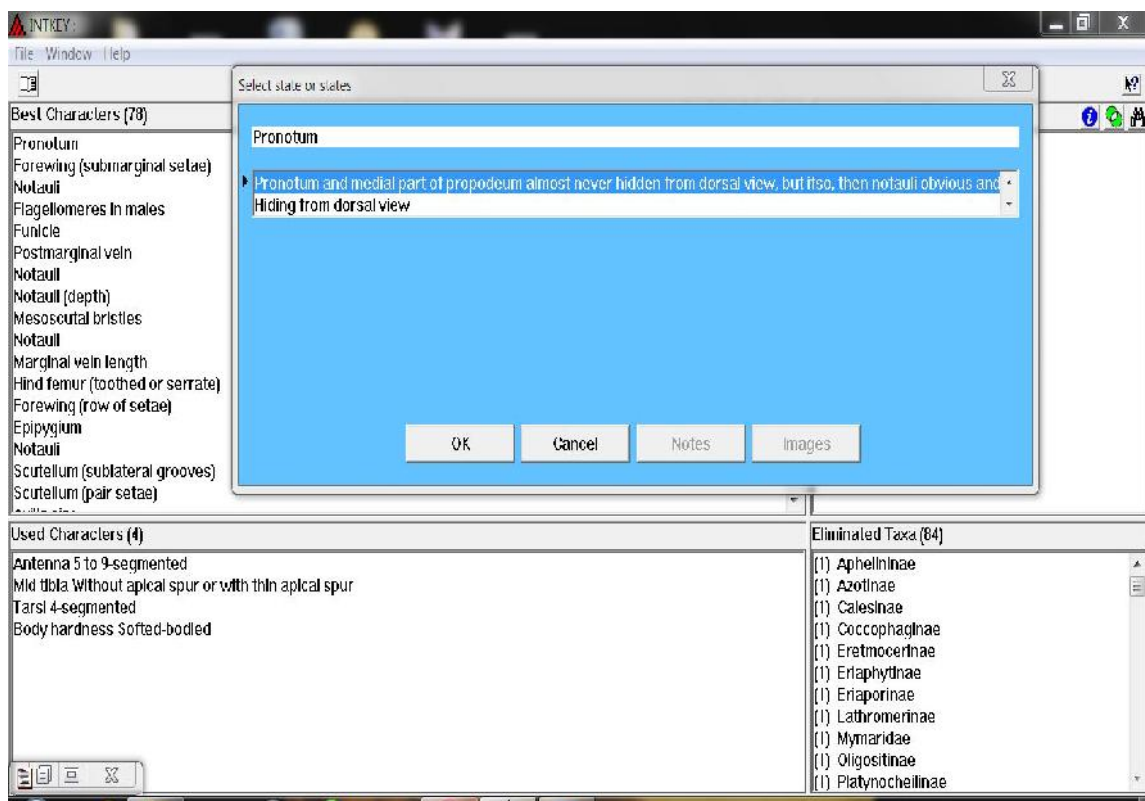 INTKEY:
File Window Help
Select state or states
Best Characters (78)
Pronotum
Pronotum
Forewing (submarginal setae)
Notauli
Flagellomeres in males
Funicle
Postmarginal vein
Notauli
Notauli (depth)
Mesoscutal bristles
Notauli
Marginal vein length
Hind femur (toothed or serrate)
Forewing (row of setae)
Epipygium
Notauli
Scutellum (sublateral grooves)
Scutellum (pair setae)
Pronotum and medial part of propodeum almost never hidden from dorsal view, but itso, then notauli obvious and
Hiding from dorsal view
OK Cancel Notes Images
Used Characters (4)
Antenna 5 to 9-segmented
Mid tibia Without apical spur or with thin apical spur
Tarsi 4-segmented
Body hardness Softed-bodied
Eliminated Taxa (84)
(1) Aphelininae
(1) Azotinae
(1) Calesinae
(1) Coccophaginae
(1) Eretmocerinae
(1) Eriaphytinae
(1) Eriaporinae
(1) Lathromerinae
(1) Mymaridae
(1) Oligositinae
(1) Platynocheilinae